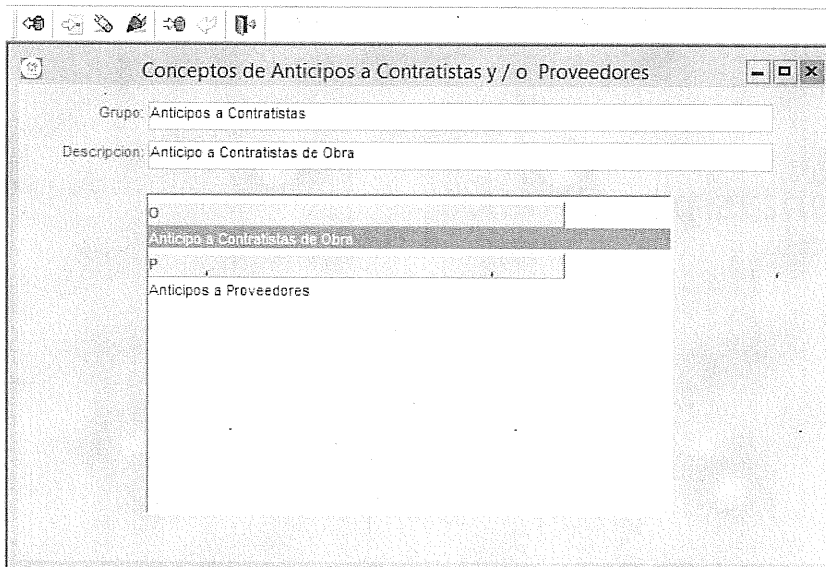 Conceptos de Anticipos a Contratistas y / o Proveedores
Grupo: Anticipos a Contratistas
Descripcion: Anticipo a Contratistas de Obra
O
Anticipo a Contratistas de Obra
P
Anticipos a Proveedores